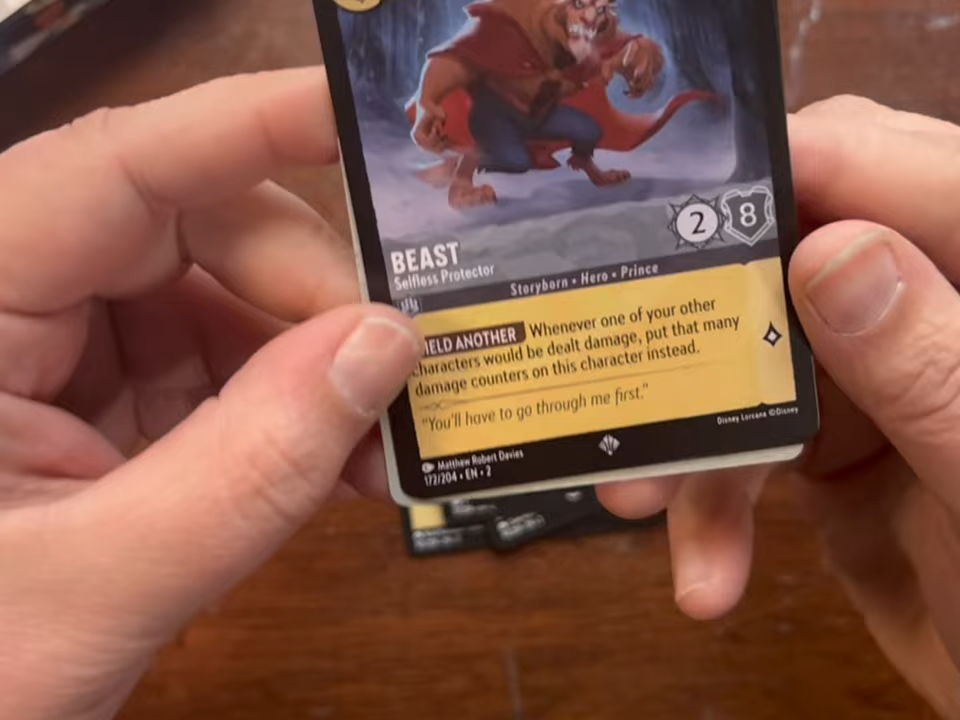 2 8
BEAST
Selfless Protector
Storyborn • Hero • Prince
IELD ANOTHER Whenever one of your other
characters would be dealt damage, put that many
damage counters on this character instead.
"You'll have to go through me first."
Disney Lorcana ©Disney
Matthew Robert Davies
172/204 • EN • 2